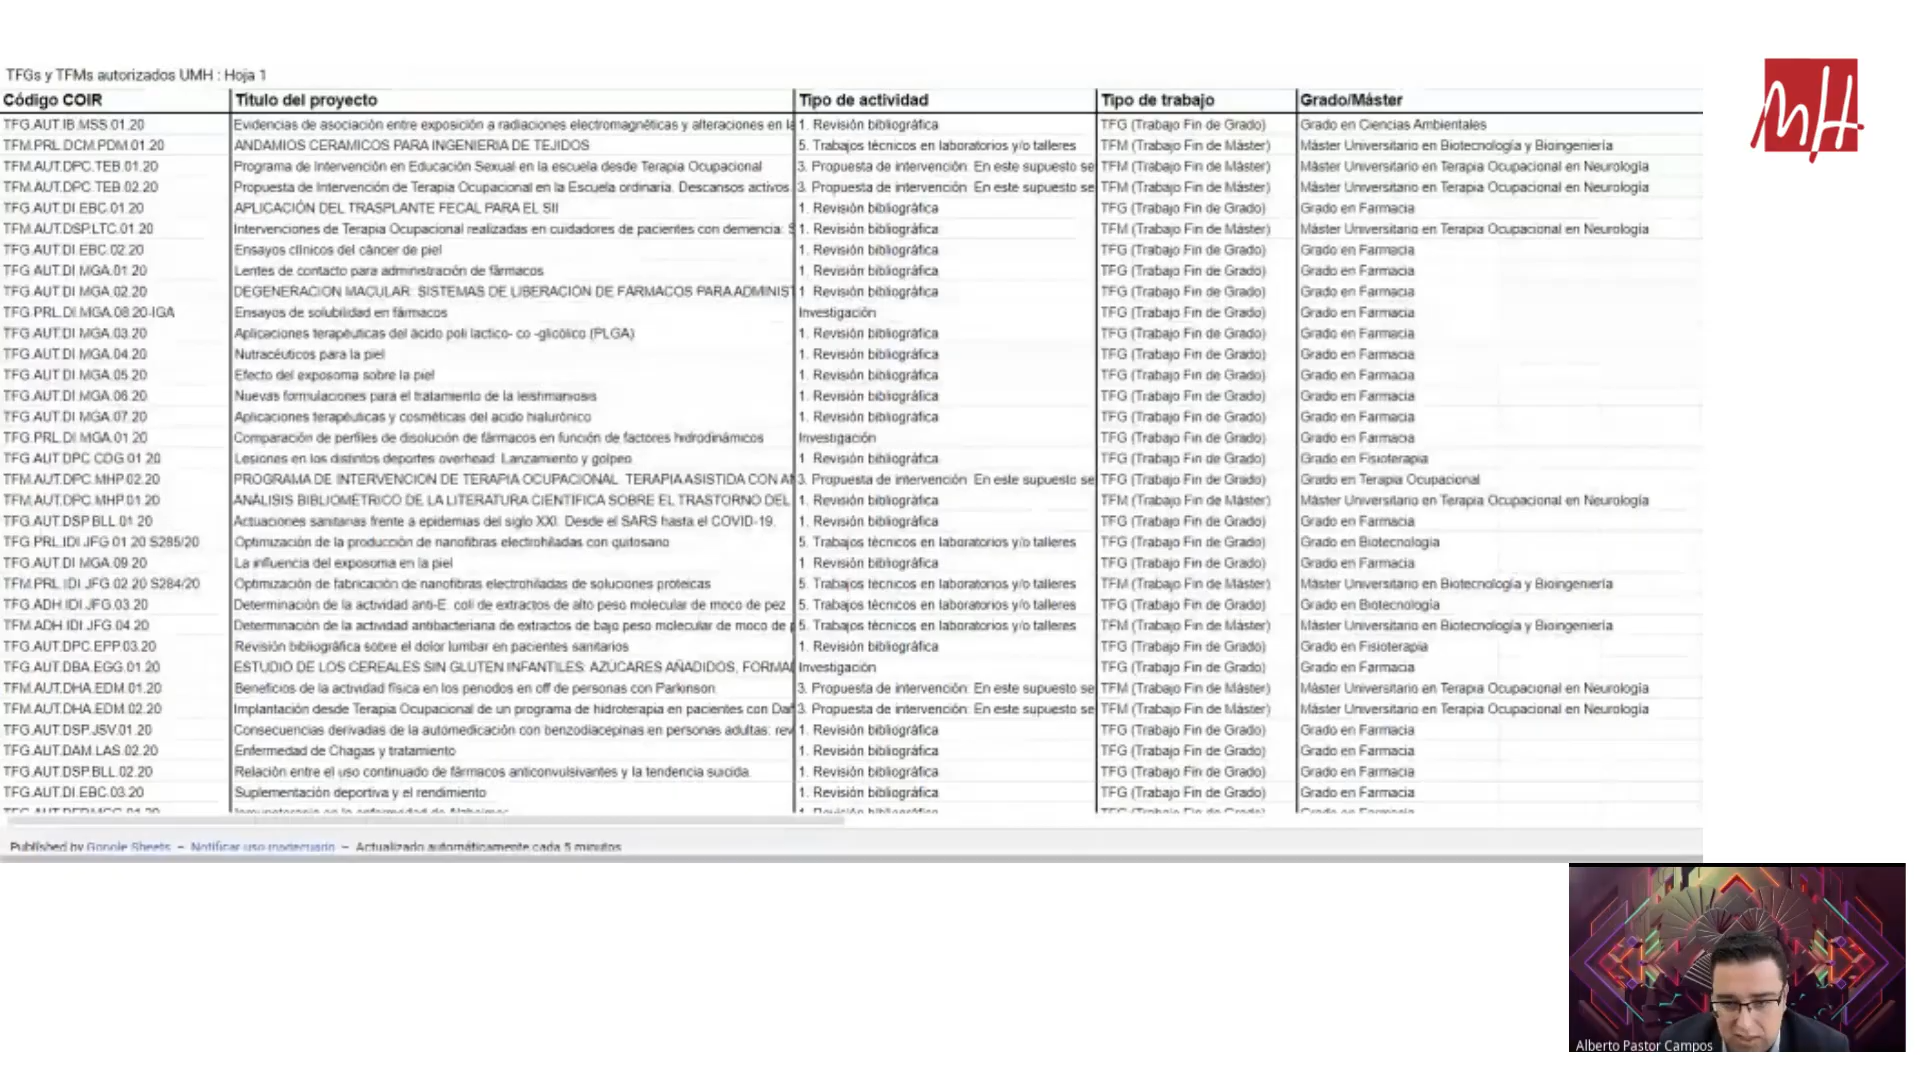 TFGs y TFMs autorizados UMH : Hoja 1
Código COIR Título del proyecto Tipo de actividad Tipo de trabajo Grado/Máster
TFG.AUT.IB.MSS.01.20 Evidencias de asociación entre exposición a radiaciones electromagnéticas y alteraciones en la 1. Revisión bibliográfica TFG (Trabajo Fin de Grado) Grado en Ciencias Ambientales
TFM.PRL.DCM.PDM.01.20 ANDAMIOS CERAMICOS PARA INGENIERIA DE TEJIDOS 5. Trabajos técnicos en laboratorios y/o talleres TFM (Trabajo Fin de Máster) Máster Universitario en Biotecnología y Bioingeniería
TFM.AUT.DPC.TEB.01.20 Programa de Intervención en Educación Sexual en la escuela desde Terapia Ocupacional 3. Propuesta de intervención: En este supuesto se TFM (Trabajo Fin de Máster) Máster Universitario en Terapia Ocupacional en Neurología
TFM.AUT.DPC.TEB.02.20 Propuesta de Intervención de Terapia Ocupacional en la Escuela ordinaria. Descansos activos. 3. Propuesta de intervención: En este supuesto se TFM (Trabajo Fin de Máster) Máster Universitario en Terapia Ocupacional en Neurología
TFG.AUT.DI.EBC.01.20 APLICACIÓN DEL TRASPLANTE FECAL PARA EL SII 1. Revisión bibliográfica TFG (Trabajo Fin de Grado) Grado en Farmacia
TFM.AUT.DSP.LTC.01.20 Intervenciones de Terapia Ocupacional realizadas en cuidadores de pacientes con demencia: S 1. Revisión bibliográfica TFM (Trabajo Fin de Máster) Máster Universitario en Terapia Ocupacional en Neurología
TFG.AUT.DI.EBC.02.20 Ensayos clínicos del cáncer de piel 1. Revisión bibliográfica TFG (Trabajo Fin de Grado) Grado en Farmacia
TFG.AUT.DI.MGA.01.20 Lentes de contacto para administración de fármacos 1. Revisión bibliográfica TFG (Trabajo Fin de Grado) Grado en Farmacia
TFG.AUT.DI.MGA.02.20 DEGENERACION MACULAR: SISTEMAS DE LIBERACION DE FÁRMACOS PARA ADMINIST 1. Revisión bibliográfica TFG (Trabajo Fin de Grado) Grado en Farmacia
TFG.PRL.DI.MGA.08.20-IGA Ensayos de solubilidad en fármacos Investigación TFG (Trabajo Fin de Grado) Grado en Farmacia
TFG.AUT.DI.MGA.03.20 Aplicaciones terapéuticas del ácido poli lactico- co -glicólico (PLGA) 1. Revisión bibliográfica TFG (Trabajo Fin de Grado) Grado en Farmacia
TFG.AUT.DI.MGA.04.20 Nutracéuticos para la piel 1. Revisión bibliográfica TFG (Trabajo Fin de Grado) Grado en Farmacia
TFG.AUT.DI.MGA.05.20 Efecto del exposoma sobre la piel 1. Revisión bibliográfica TFG (Trabajo Fin de Grado) Grado en Farmacia
TFG.AUT.DI.MGA.06.20 Nuevas formulaciones para el tratamiento de la leishmaniosis 1. Revisión bibliográfica TFG (Trabajo Fin de Grado) Grado en Farmacia
TFG.AUT.DI.MGA.07.20 Aplicaciones terapéuticas y cosméticas del acido hialurónico 1. Revisión bibliográfica TFG (Trabajo Fin de Grado) Grado en Farmacia
TFG.PRL.DI.MGA.01.20 Comparación de perfiles de disolución de fármacos en función de factores hidrodinámicos Investigación TFG (Trabajo Fin de Grado) Grado en Farmacia
TFG.AUT.DPC.COG.01.20 Lesiones en los distintos deportes overhead: Lanzamiento y golpeo 1. Revisión bibliográfica TFG (Trabajo Fin de Grado) Grado en Fisioterapia
TFM.AUT.DPC.MHP.02.20 PROGRAMA DE INTERVENCION DE TERAPIA OCUPACIONAL: TERAPIA ASISTIDA CON AN 3. Propuesta de intervención: En este supuesto se TFG (Trabajo Fin de Grado) Grado en Terapia Ocupacional
TFM.AUT.DPC.MHP.01.20 ANÁLISIS BIBLIOMÉTRICO DE LA LITERATURA CIENTÍFICA SOBRE EL TRASTORNO DEL 1. Revisión bibliográfica TFM (Trabajo Fin de Máster) Máster Universitario en Terapia Ocupacional en Neurología
TFG.AUT.DSP.BLL.01.20 Actuaciones sanitarias frente a epidemias del siglo XXI. Desde el SARS hasta el COVID-19. 1. Revisión bibliográfica TFG (Trabajo Fin de Grado) Grado en Farmacia
TFG.PRL.IDI.JFG.01.20 S285/20 Optimización de la producción de nanofibras electrohiladas con quitosano 5. Trabajos técnicos en laboratorios y/o talleres TFG (Trabajo Fin de Grado) Grado en Biotecnología
TFG.AUT.DI.MGA.09.20 La influencia del exposoma en la piel 1. Revisión bibliográfica TFG (Trabajo Fin de Grado) Grado en Farmacia
TFM.PRL.IDI.JFG.02.20 S284/20 Optimización de fabricación de nanofibras electrohiladas de soluciones proteicas 5. Trabajos técnicos en laboratorios y/o talleres TFM (Trabajo Fin de Máster) Máster Universitario en Biotecnología y Bioingeniería
TFG.ADH.IDI.JFG.03.20 Determinación de la actividad anti-E. coli de extractos de alto peso molecular de moco de pez 5. Trabajos técnicos en laboratorios y/o talleres TFG (Trabajo Fin de Grado) Grado en Biotecnología
TFM.ADH.IDI.JFG.04.20 Determinación de la actividad antibacteriana de extractos de bajo peso molecular de moco de p 5. Trabajos técnicos en laboratorios y/o talleres TFM (Trabajo Fin de Máster) Máster Universitario en Biotecnología y Bioingeniería
TFG.AUT.DPC.EPP.03.20 Revisión bibliográfica sobre el dolor lumbar en pacientes sanitarios 1. Revisión bibliográfica TFG (Trabajo Fin de Grado) Grado en Fisioterapia
TFG.AUT.DBA.EGG.01.20 ESTUDIO DE LOS CEREALES SIN GLUTEN INFANTILES: AZÚCARES AÑADIDOS, FORMA Investigación TFG (Trabajo Fin de Grado) Grado en Farmacia
TFM.AUT.DHA.EDM.01.20 Beneficios de la actividad física en los periodos en off de personas con Parkinson 3. Propuesta de intervención: En este supuesto se TFM (Trabajo Fin de Máster) Máster Universitario en Terapia Ocupacional en Neurología
TFM.AUT.DHA.EDM.02.20 Implantación desde Terapia Ocupacional de un programa de hidroterapia en pacientes con Dañ 3. Propuesta de intervención: En este supuesto se TFM (Trabajo Fin de Máster) Máster Universitario en Terapia Ocupacional en Neurología
TFG.AUT.DSP.JSV.01.20 Consecuencias derivadas de la automedicación con benzodiacepinas en personas adultas: rev 1. Revisión bibliográfica TFG (Trabajo Fin de Grado) Grado en Farmacia
TFG.AUT.DAM.LAS.02.20 Enfermedad de Chagas y tratamiento 1. Revisión bibliográfica TFG (Trabajo Fin de Grado) Grado en Farmacia
TFG.AUT.DSP.BLL.02.20 Relación entre el uso continuado de fármacos anticonvulsivantes y la tendencia suicida. 1. Revisión bibliográfica TFG (Trabajo Fin de Grado) Grado en Farmacia
TFG.AUT.DI.EBC.03.20 Suplementación deportiva y el rendimiento 1. Revisión bibliográfica TFG (Trabajo Fin de Grado) Grado en Farmacia
Inmunoterapia en la enfermedad de Alzheimer 1. Revisión bibliográfica TFG (Trabajo Fin de Grado) Grado en Farmacia
Published by Google Sheets – Notificar uso inadecuado – Actualizado automáticamente cada 5 minutos
MH
Alberto Pastor Campos